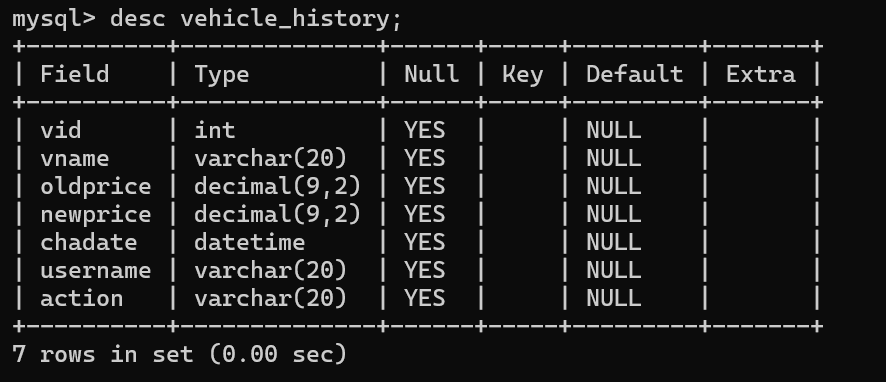 mysql> desc vehicle_history;
+----------+--------------+------+-----+---------+-------+
| Field    | Type         | Null | Key | Default | Extra |
+----------+--------------+------+-----+---------+-------+
| vid      | int          | YES  |     | NULL    |       |
| vname    | varchar(20)  | YES  |     | NULL    |       |
| oldprice | decimal(9,2) | YES  |     | NULL    |       |
| newprice | decimal(9,2) | YES  |     | NULL    |       |
| chadate  | datetime     | YES  |     | NULL    |       |
| username | varchar(20)  | YES  |     | NULL    |       |
| action   | varchar(20)  | YES  |     | NULL    |       |
+----------+--------------+------+-----+---------+-------+
7 rows in set (0.00 sec)